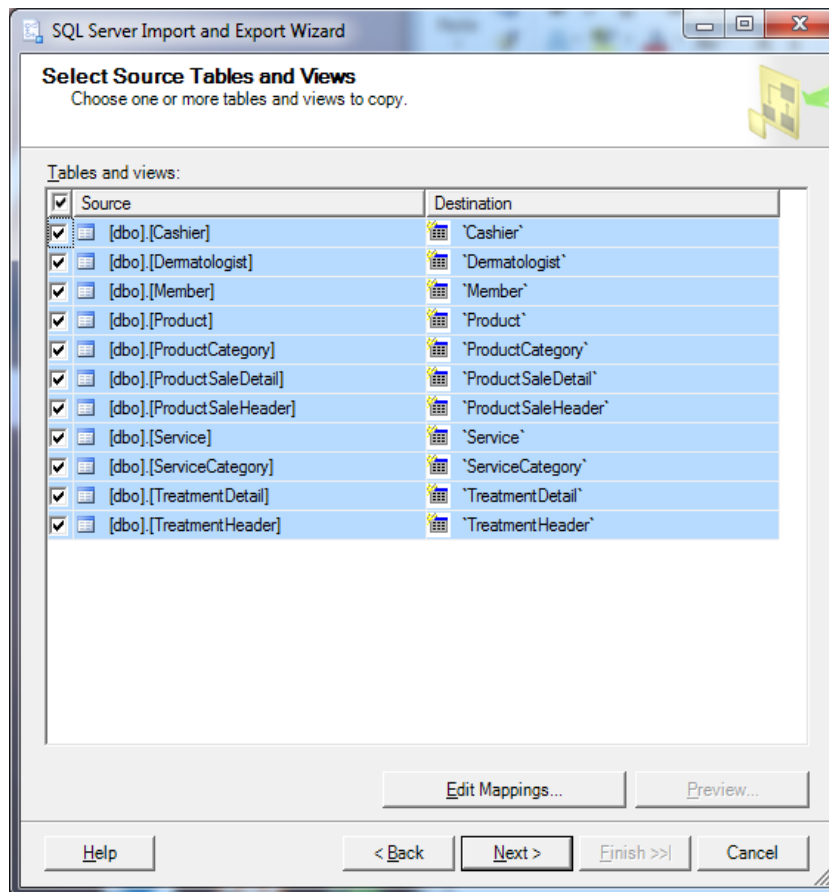 SQL Server Import and Export Wizard
Select Source Tables and Views
Choose one or more tables and views to copy.
Tables and views:
Source Destination
[dbo].[Cashier] `Cashier`
[dbo].[Dermatologist] `Dermatologist`
[dbo].[Member] `Member`
[dbo].[Product] `Product`
[dbo].[ProductCategory] `ProductCategory`
[dbo].[ProductSaleDetail] `ProductSaleDetail`
[dbo].[ProductSaleHeader] `ProductSaleHeader`
[dbo].[Service] `Service`
[dbo].[ServiceCategory] `ServiceCategory`
[dbo].[TreatmentDetail] `TreatmentDetail`
[dbo].[TreatmentHeader] `TreatmentHeader`
Edit Mappings... Preview...
Help < Back Next > Finish >>| Cancel